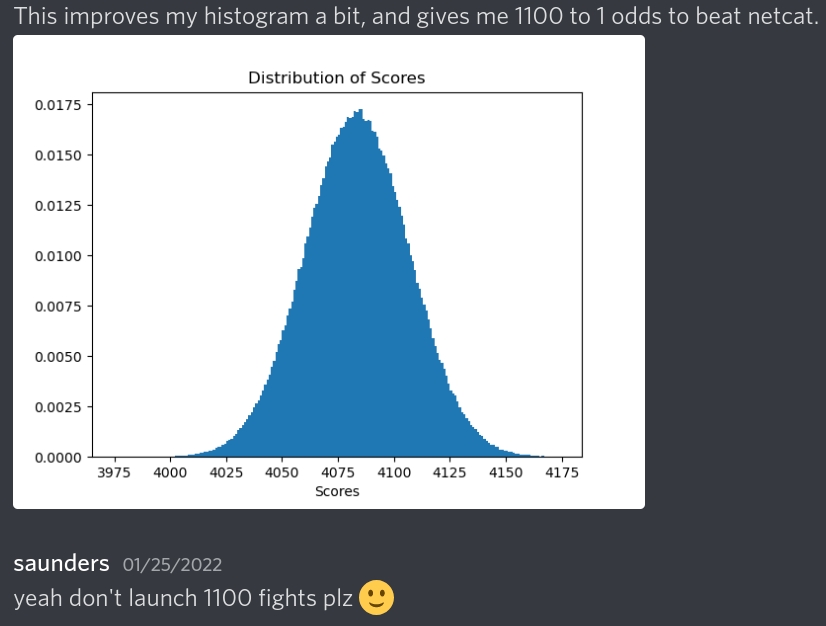 This improves my histogram a bit, and gives me 1100 to 1 odds to beat netcat.
Distribution of Scores
0.0175
0.0150
0.0125
0.0100
0.0075
0.0050
0.0025
0.0000
3975 4000 4025 4050 4075 4100 4125 4150 4175
Scores
saunders 01/25/2022
yeah don't launch 1100 fights plz 🙂